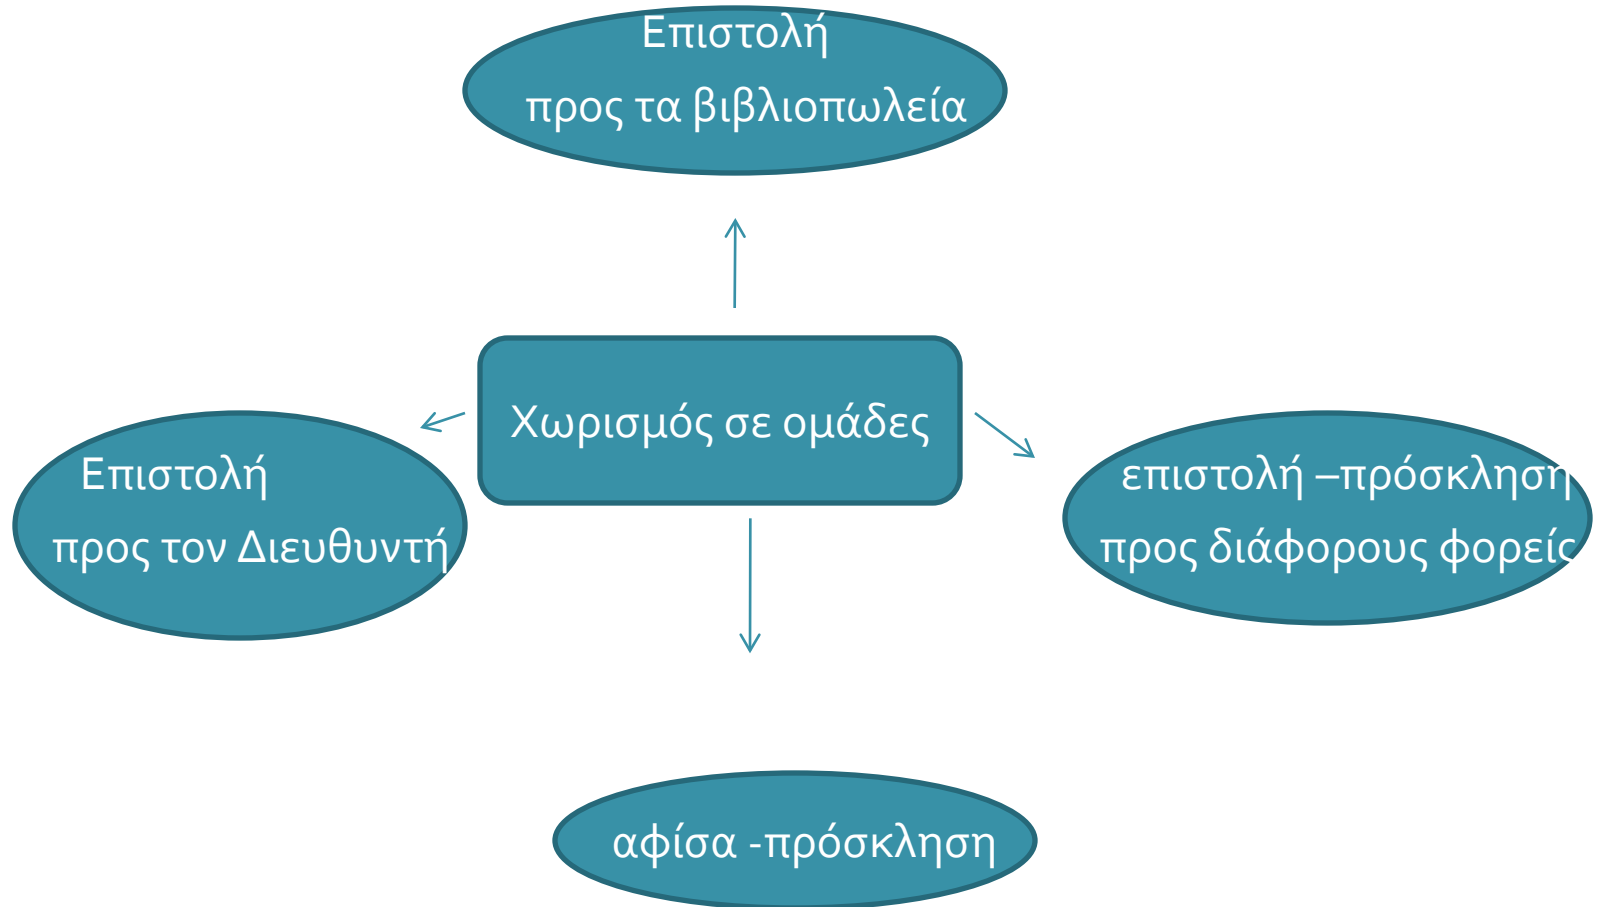 Επιστολή
προς τα βιβλιοπωλεία
Χωρισμός σε ομάδες
Επιστολή
προς τον Διευθυντή
επιστολή –πρόσκληση
προς διάφορους φορείς
αφίσα -πρόσκληση